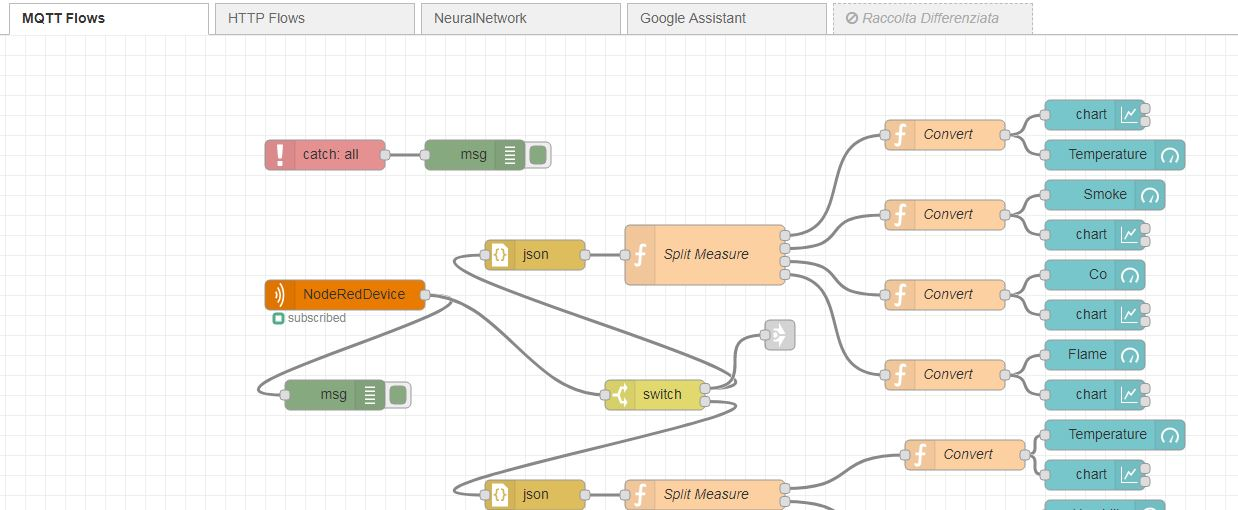 MQTT Flows
HTTP Flows
NeuralNetwork
Google Assistant
Raccolta Differenziata
chart
Convert
catch: all
msg
Temperature
Smoke
Convert
chart
json
Split Measure
Co
NodeRedDevice
Convert
subscribed
chart
Flame
Convert
msg
switch
chart
Temperature
Convert
chart
json
Split Measure